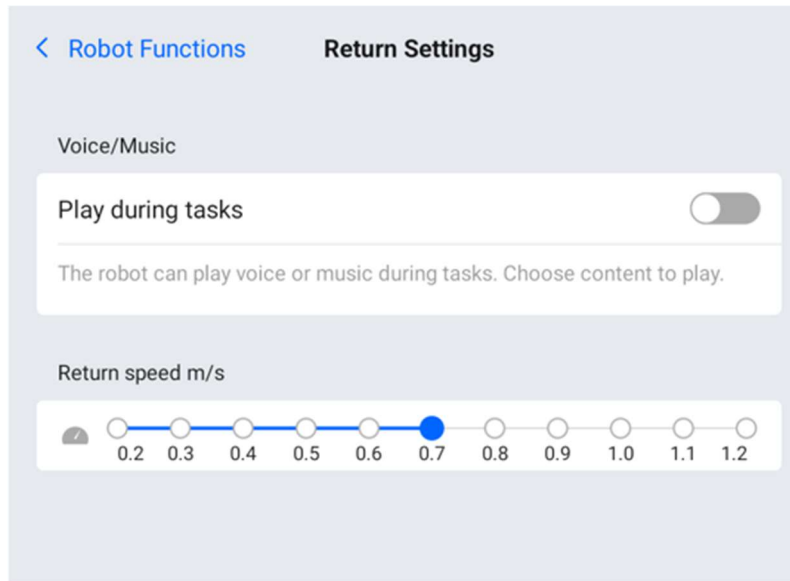 Robot Functions Return Settings
Voice/Music
Play during tasks
The robot can play voice or music during tasks. Choose content to play.
Return speed m/s
0.2 0.3 0.4 0.5 0.6 0.7 0.8 0.9 1.0 1.1 1.2